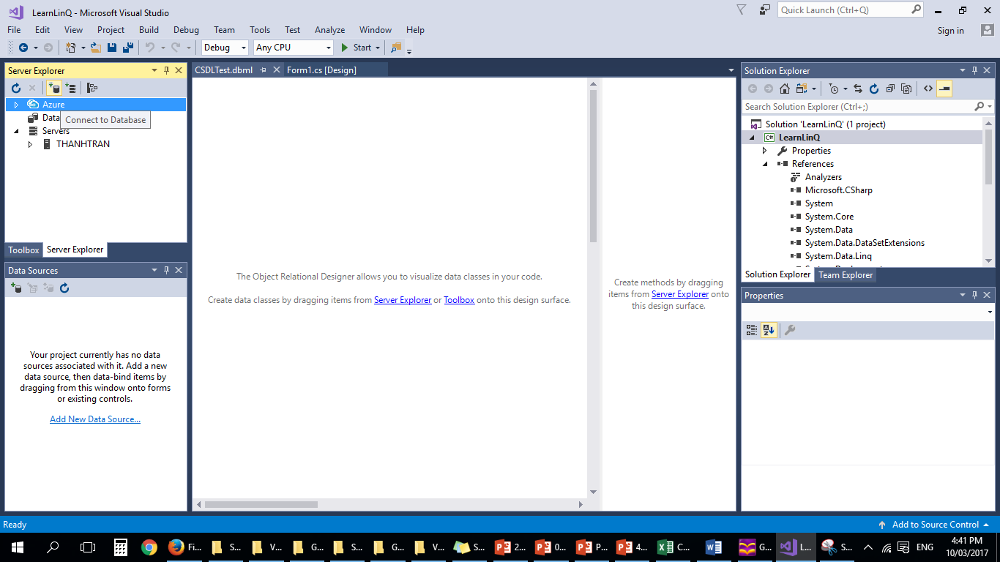 LearnLinQ - Microsoft Visual Studio
Quick Launch (Ctrl+Q)
File Edit View Project Build Debug Team Tools Test Analyze Window Help
Sign in
Debug Any CPU Start
Server Explorer
Azure
Data
Connect to Database
Servers
THANHTRAN
Toolbox Server Explorer
Data Sources
Your project currently has no data
sources associated with it. Add a new
data source, then data-bind items by
dragging from this window onto forms
or existing controls.
Add New Data Source...
CSDLTest.dbml Form1.cs [Design]
The Object Relational Designer allows you to visualize data classes in your code.
Create data classes by dragging items from Server Explorer or Toolbox onto this design surface.
Create methods by dragging
items from Server Explorer onto
this design surface.
Solution Explorer
Search Solution Explorer (Ctrl+;)
Solution 'LearnLinQ' (1 project)
C# LearnLinQ
Properties
References
Analyzers
Microsoft.CSharp
System
System.Core
System.Data
System.Data.DataSetExtensions
System.Data.Linq
Solution Explorer Team Explorer
Properties
Ready
Add to Source Control
Fi... S... V... G... S... G... V... S... 2... 0... P... 4... C... G... L... S...
ENG
4:41 PM
10/03/2017